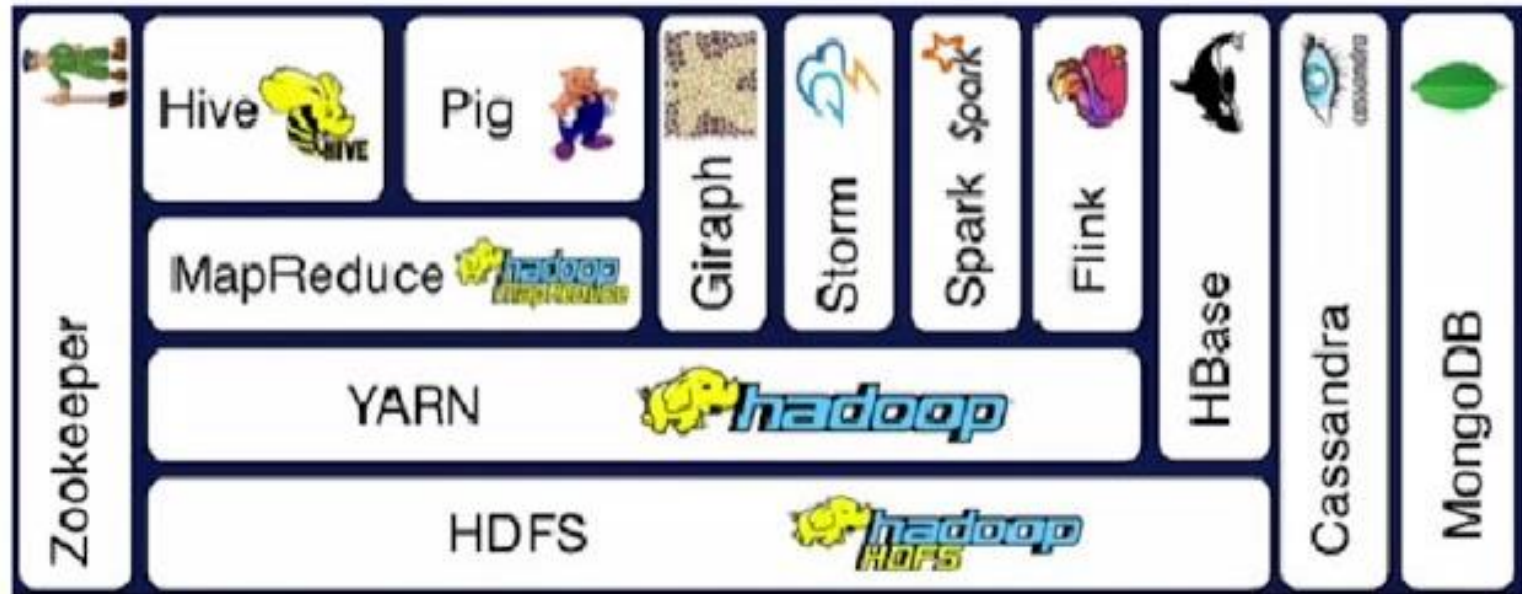 Zookeeper
Hive
HIVE
Pig
Giraph
Storm
Spark
Spark
Flink
HBase
cassandra
Cassandra
MongoDB
MapReduce
hadoop
MapReduce
YARN
hadoop
HDFS
hadoop
HDFS